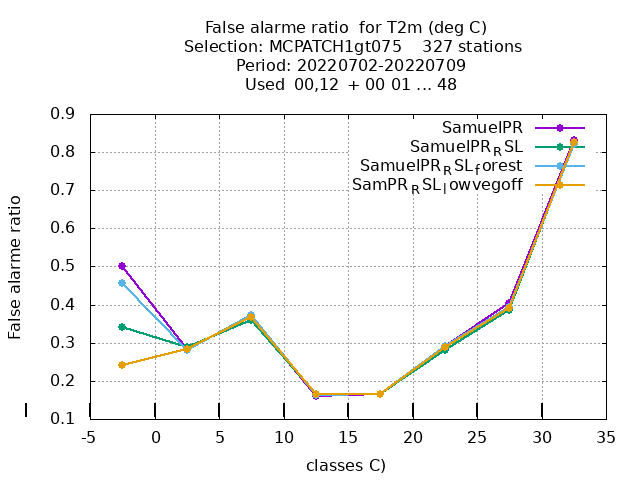 False alarme ratio  for T2m (deg C)
Selection: MCPATCH1gt075    327 stations
Period: 20220702-20220709
Used  00,12  + 00 01 ... 48
SamuelPR
SamuelPR_RSL
SamuelPR_RSL_forest
SamPR_RSL_lowvegoff
False alarme ratio
0.9
0.8
0.7
0.6
0.5
0.4
0.3
0.2
0.1
-5 0 5 10 15 20 25 30 35
classes C)